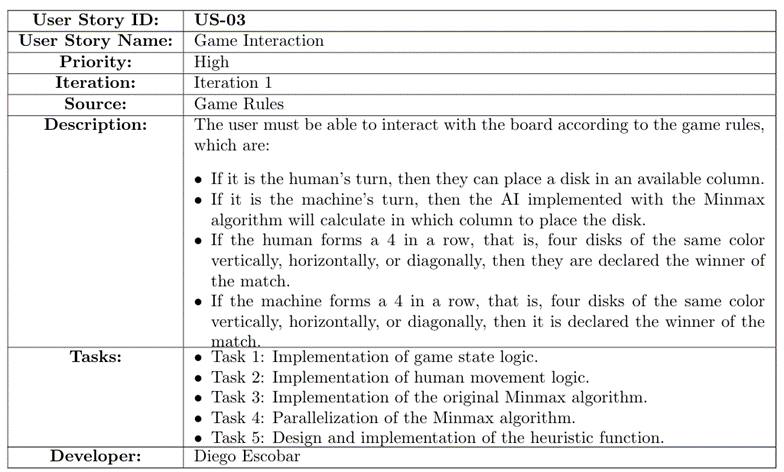 User Story ID: US-03
User Story Name: Game Interaction
Priority: High
Iteration: Iteration 1
Source: Game Rules
Description: The user must be able to interact with the board according to the game rules,
which are:
• If it is the human's turn, then they can place a disk in an available column.
• If it is the machine's turn, then the AI implemented with the Minmax
algorithm will calculate in which column to place the disk.
• If the human forms a 4 in a row, that is, four disks of the same color
vertically, horizontally, or diagonally, then they are declared the winner of
the match.
• If the machine forms a 4 in a row, that is, four disks of the same color
vertically, horizontally, or diagonally, then it is declared the winner of the
match.
Tasks: • Task 1: Implementation of game state logic.
• Task 2: Implementation of human movement logic.
• Task 3: Implementation of the original Minmax algorithm.
• Task 4: Parallelization of the Minmax algorithm.
• Task 5: Design and implementation of the heuristic function.
Developer: Diego Escobar